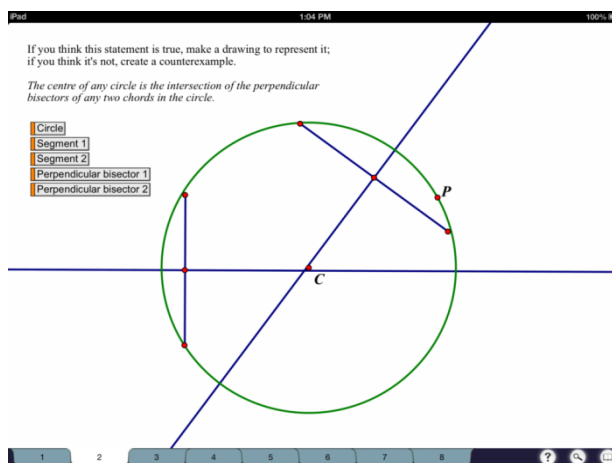 iPad 1:04 PM 100%
If you think this statement is true, make a drawing to represent it;
if you think it's not, create a counterexample.
The centre of any circle is the intersection of the perpendicular
bisectors of any two chords in the circle.
Circle
Segment 1
Segment 2
Perpendicular bisector 1
Perpendicular bisector 2
P
C
1 2 3 4 5 6 7 8 ?